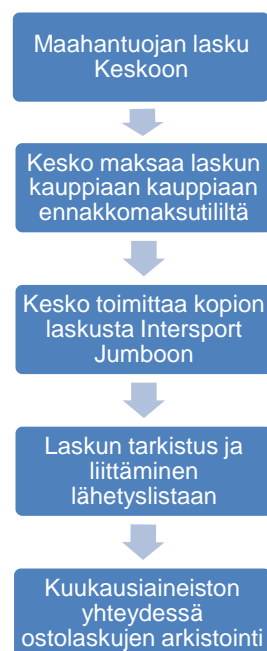 Maahantuojan lasku
Keskoon
Kesko maksaa laskun
kauppiaan kauppiaan
ennakkomaksutililtä
Kesko toimittaa kopion
laskusta Intersport
Jumboon
Laskun tarkistus ja
liittäminen
lähetyslistaan
Kuukausiaineiston
yhteydessä
ostolaskujen arkistointi